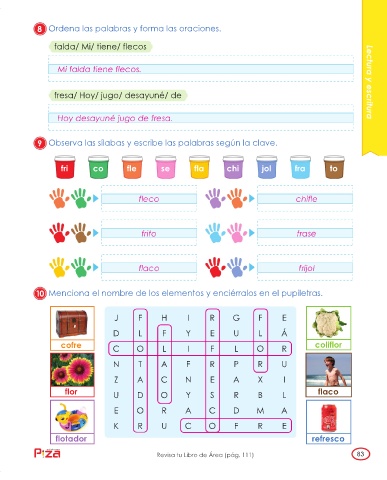 8 Ordena las palabras y forma las oraciones.
falda/ Mi/ tiene/ flecos
Mi falda tiene flecos.
fresa/ Hoy/ jugo/ desayuné/ de
Hoy desayuné jugo de fresa.
Lectura y escritura
9 Observa las sílabas y escribe las palabras según la clave.
fri co fle se fla chi jol fra to
fleco chifle
frito frase
flaco frijol
10 Menciona el nombre de los elementos y enciérralos en el pupiletras.
cofre
flor
flotador
J F H I R G F E
D L F Y E U L Á
C O L I F L O R
N T A F R P R U
Z A C N E A X I
U D O Y S R B L
E O R A C D M A
K R U C O F R E
coliflor
flaco
refresco
Revisa tu Libro de Área (pág. 111)
83